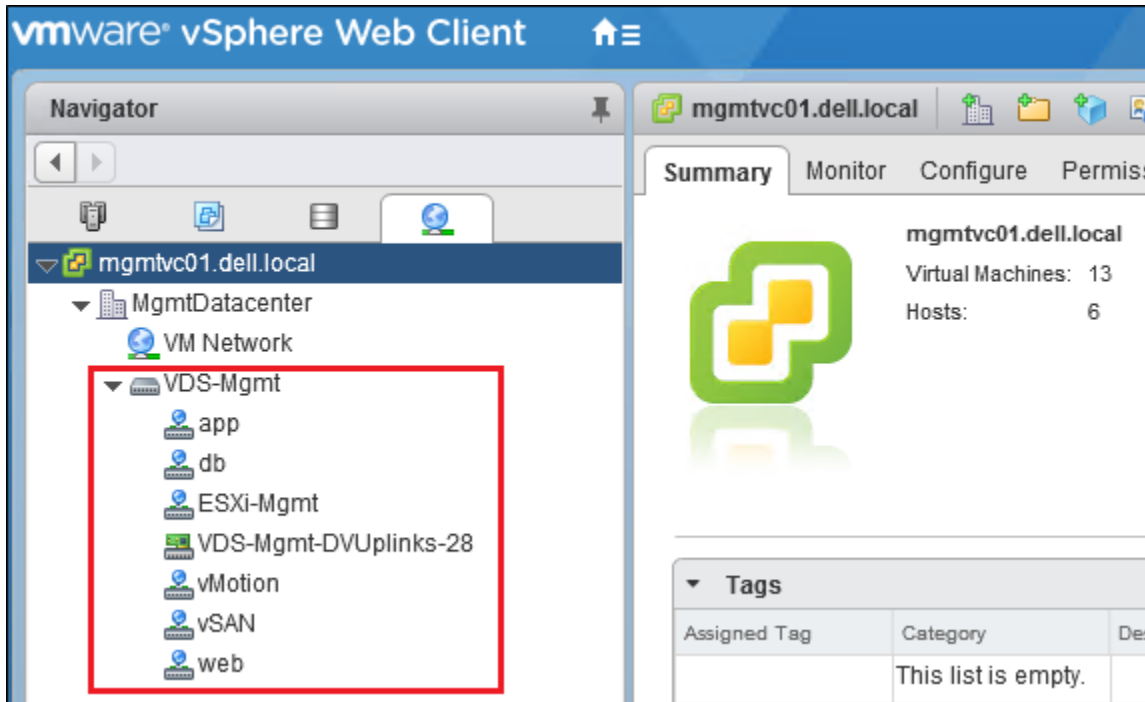 vmware® vSphere Web Client
Navigator
mgmtvc01.dell.local
MgmtDatacenter
VM Network
VDS-Mgmt
app
db
ESXi-Mgmt
VDS-Mgmt-DVUplinks-28
vMotion
vSAN
web
mgmtvc01.dell.local
Summary Monitor Configure Permiss
mgmtvc01.dell.local
Virtual Machines: 13
Hosts: 6
Tags
Assigned Tag Category Des
This list is empty.